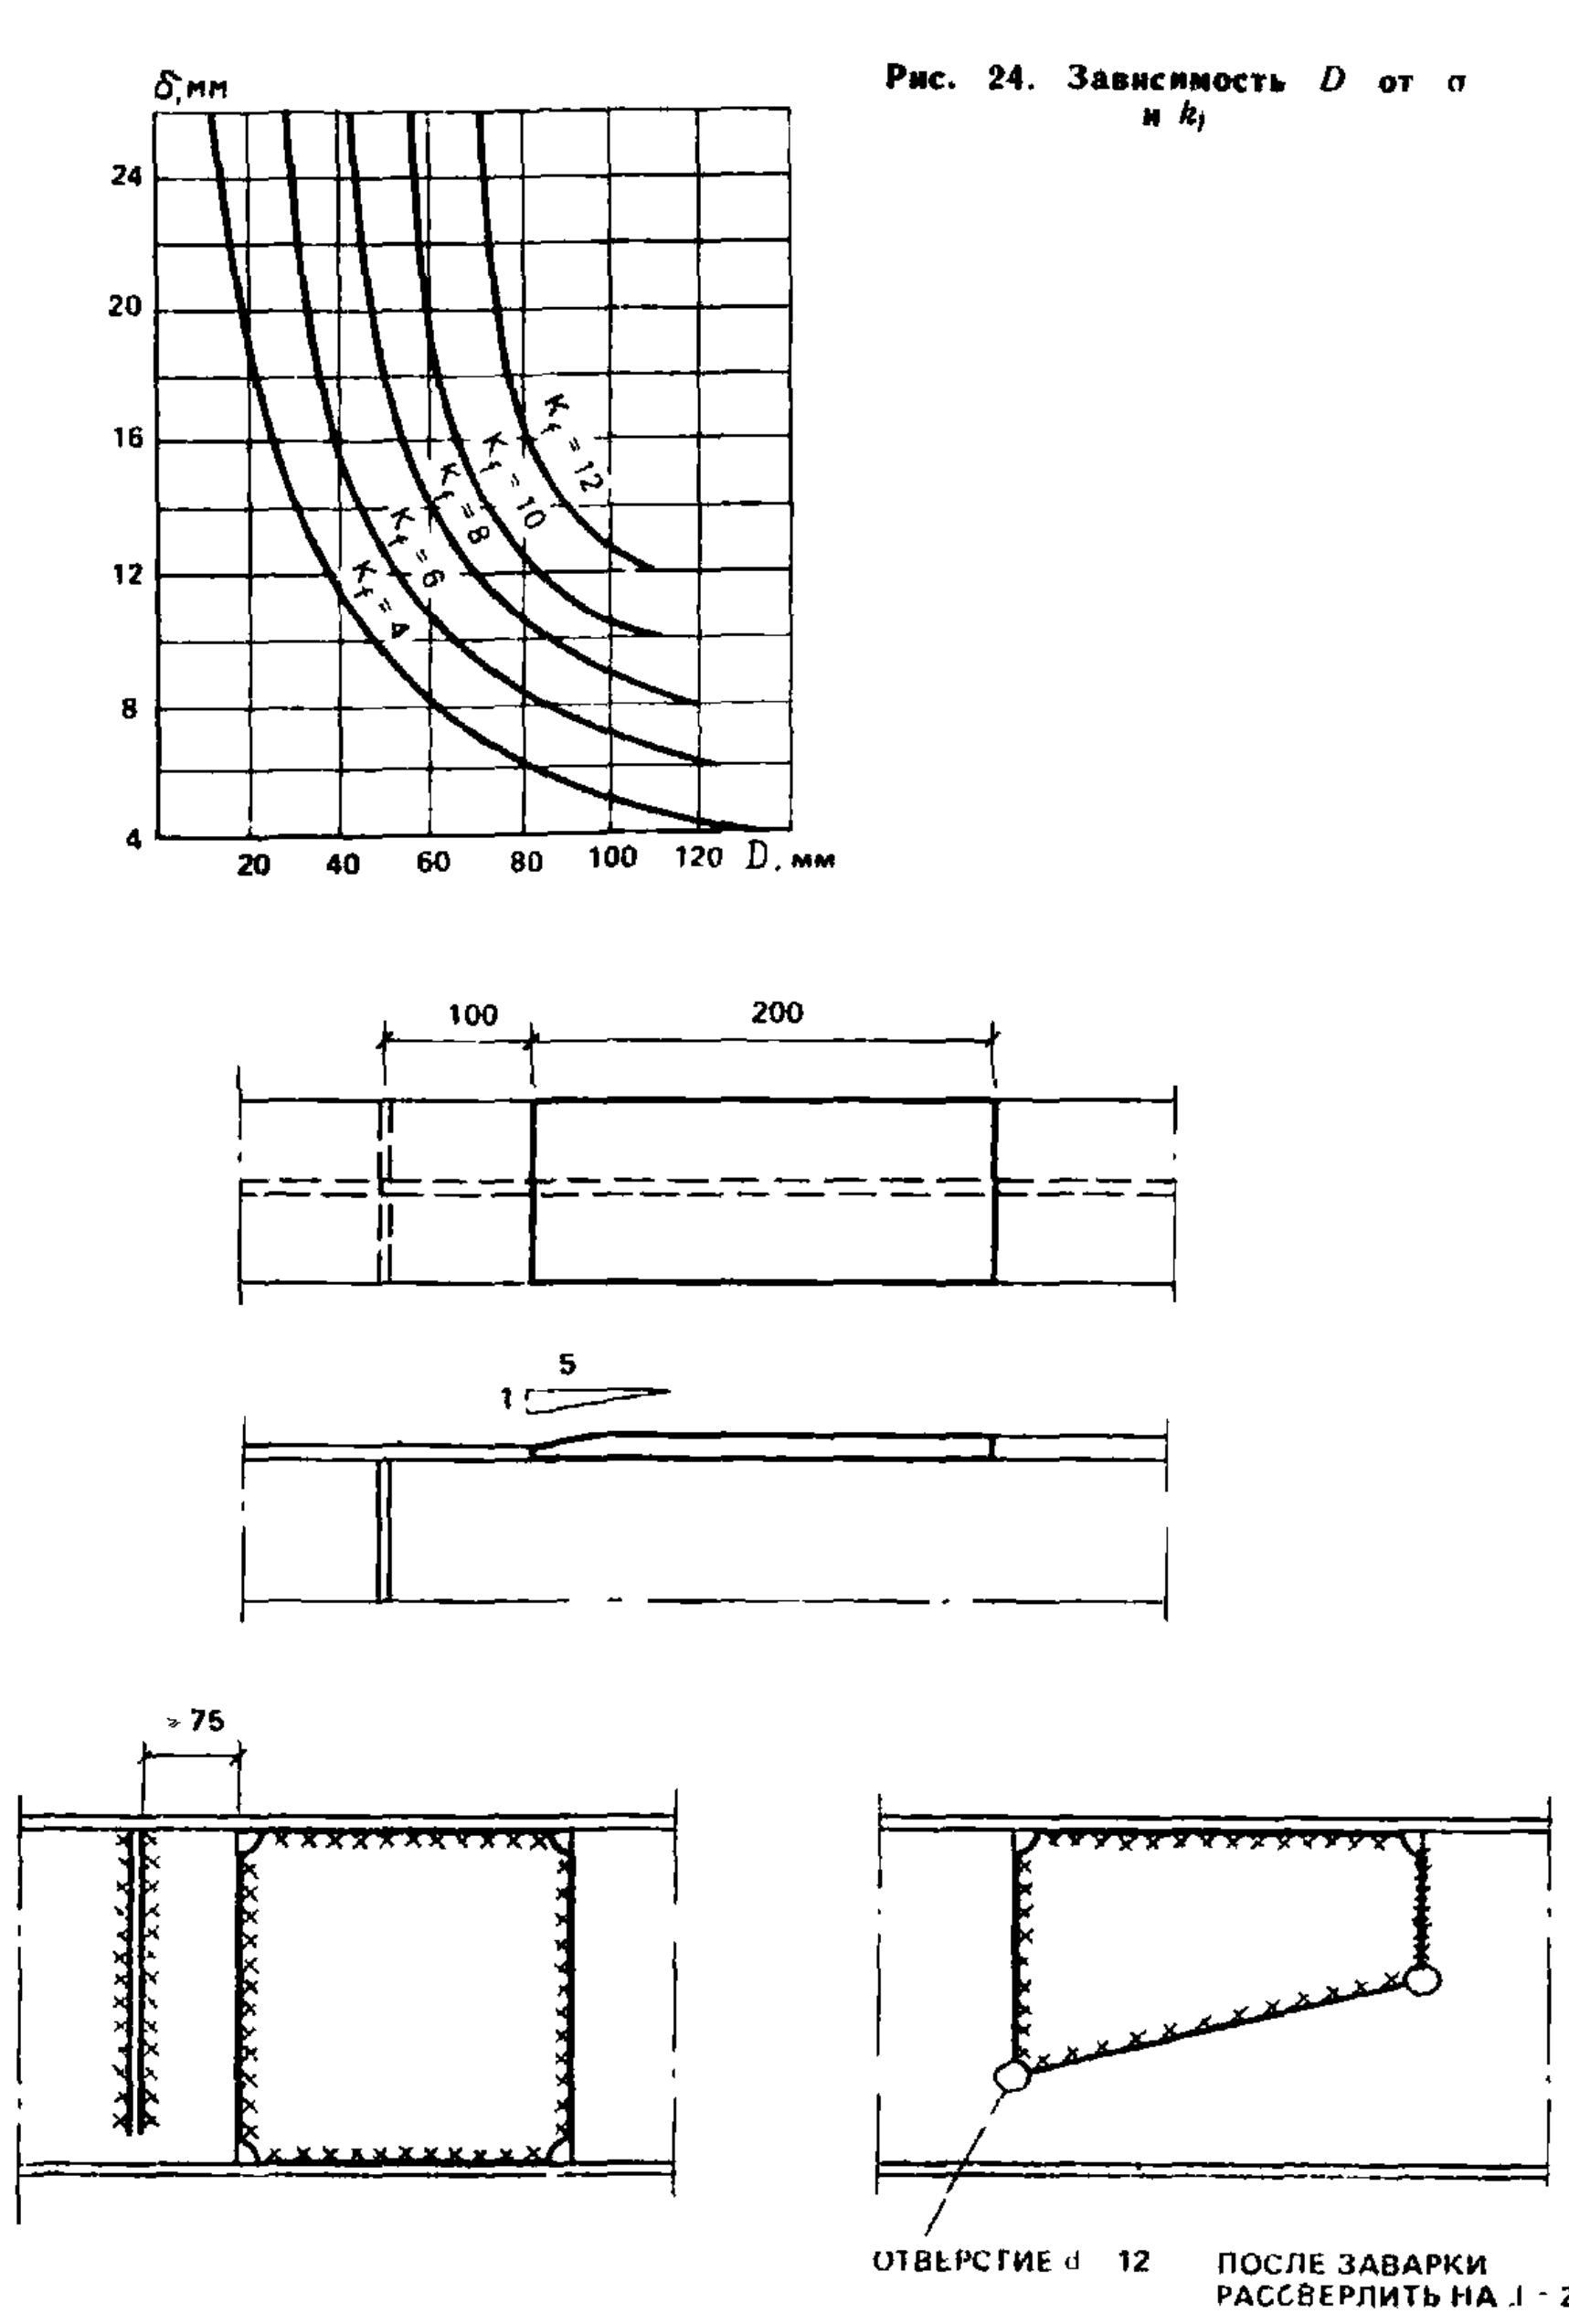 Рис. 24. Зависимость D от σ
и kf
δ, мм
24
20
16
12
8
4
20 40 60 80 100 120 D, мм
Kf = 12
Kf = 10
Kf = 8
Kf = 6
Kf = 4
100 200
5
1
≥ 75
ОТВЕРСТИЕ d 12 ПОСЛЕ ЗАВАРКИ
РАССВЕРЛИТЬ НА